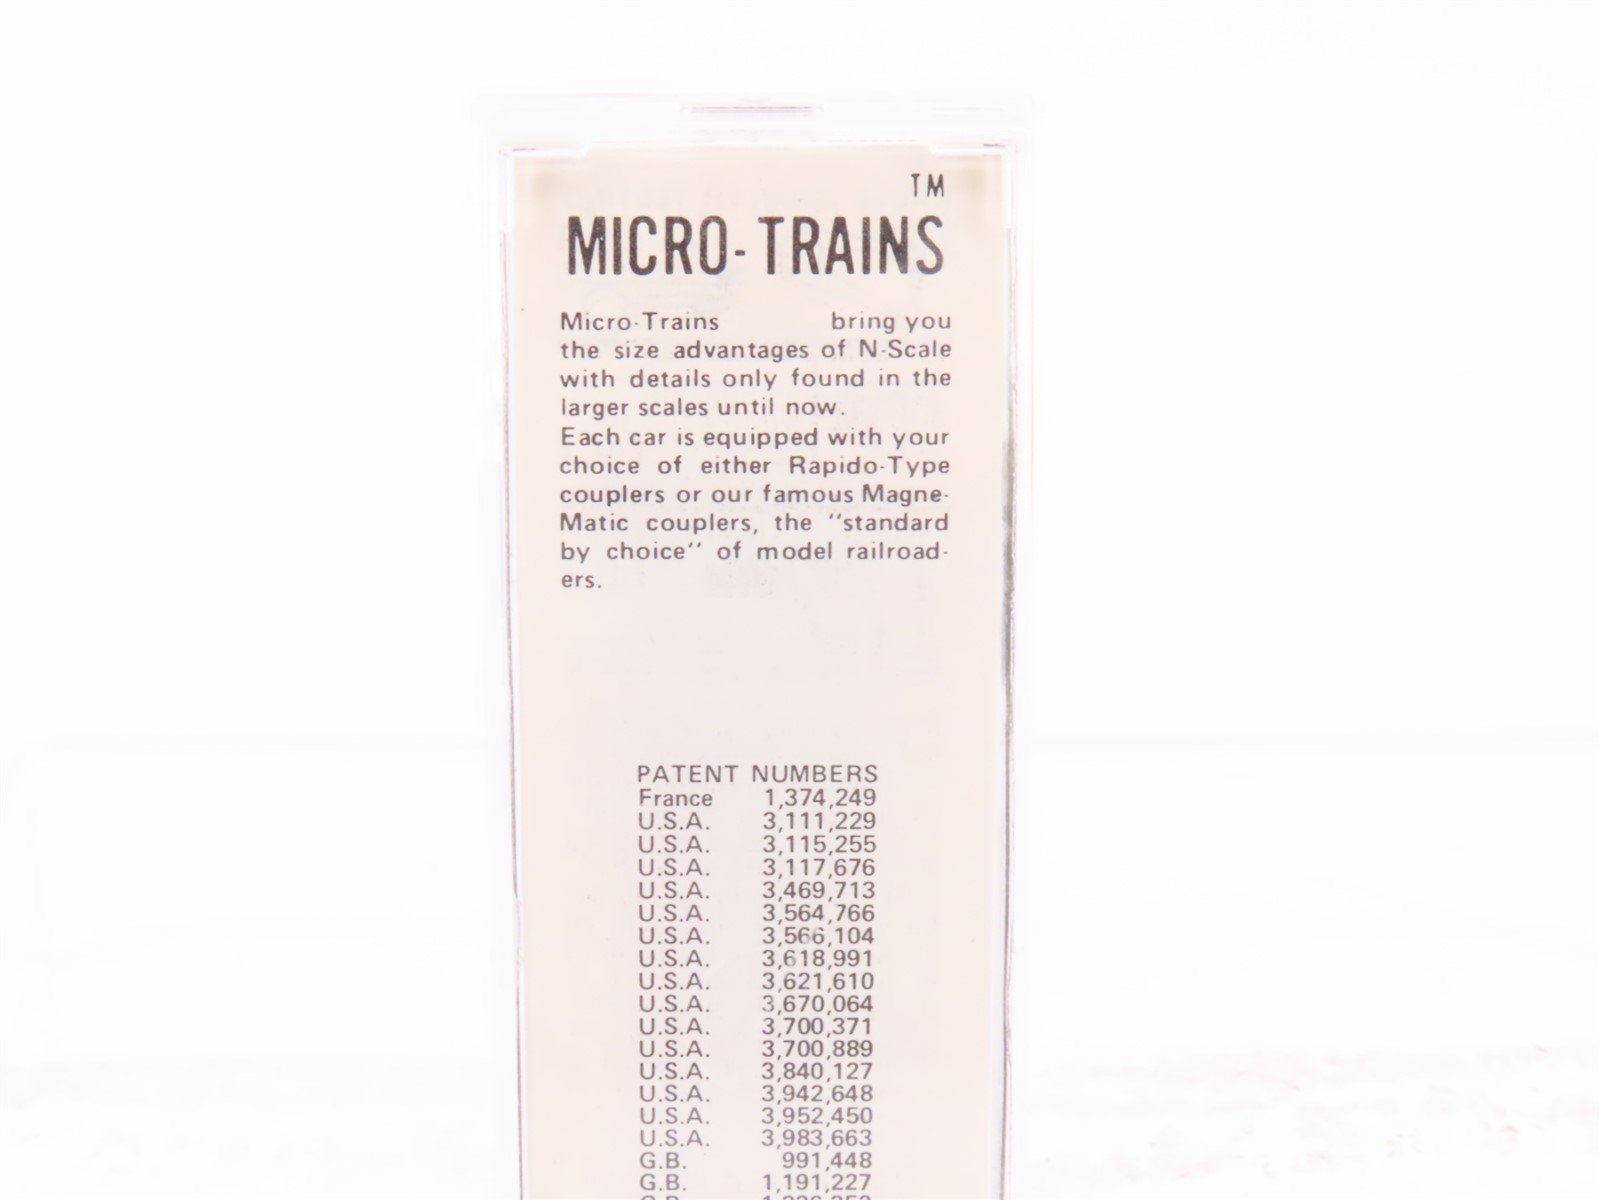 TM
MICRO-TRAINS
Micro-Trains bring you
the size advantages of N-Scale
with details only found in the
larger scales until now.
Each car is equipped with your
choice of either Rapido-Type
couplers or our famous Magne-
Matic couplers, the "standard
by choice" of model railroad-
ers.
PATENT NUMBERS
France 1,374,249
U.S.A. 3,111,229
U.S.A. 3,115,255
U.S.A. 3,117,676
U.S.A. 3,469,713
U.S.A. 3,564,766
U.S.A. 3,566,104
U.S.A. 3,618,991
U.S.A. 3,621,610
U.S.A. 3,670,064
U.S.A. 3,700,371
U.S.A. 3,700,889
U.S.A. 3,840,127
U.S.A. 3,942,648
U.S.A. 3,952,450
U.S.A. 3,983,663
G.B. 991,448
G.B. 1,191,227